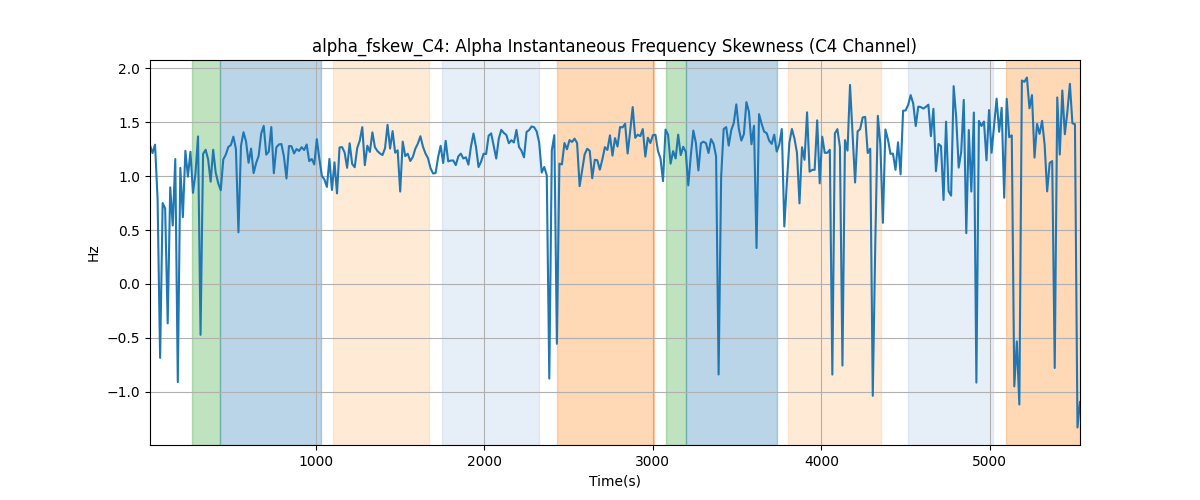 alpha_fskew_C4: Alpha Instantaneous Frequency Skewness (C4 Channel)
2.0
1.5
1.0
0.5
0.0
−0.5
−1.0
Hz
1000 2000 3000 4000 5000
Time(s)